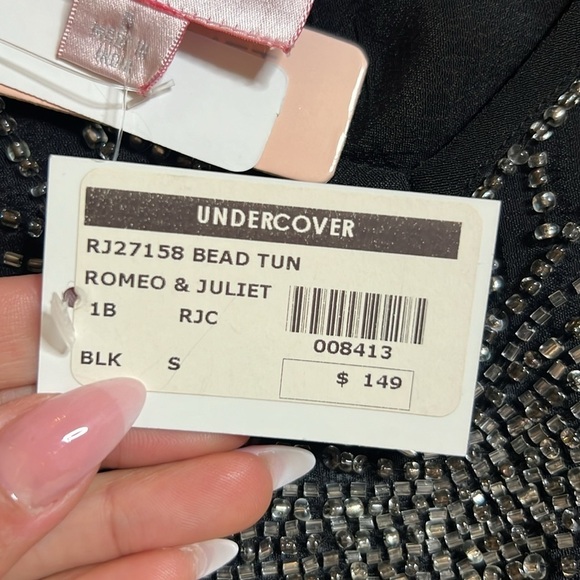 UNDERCOVER
RJ27158 BEAD TUN
ROMEO & JULIET
1B RJC
008413
BLK S
$ 149